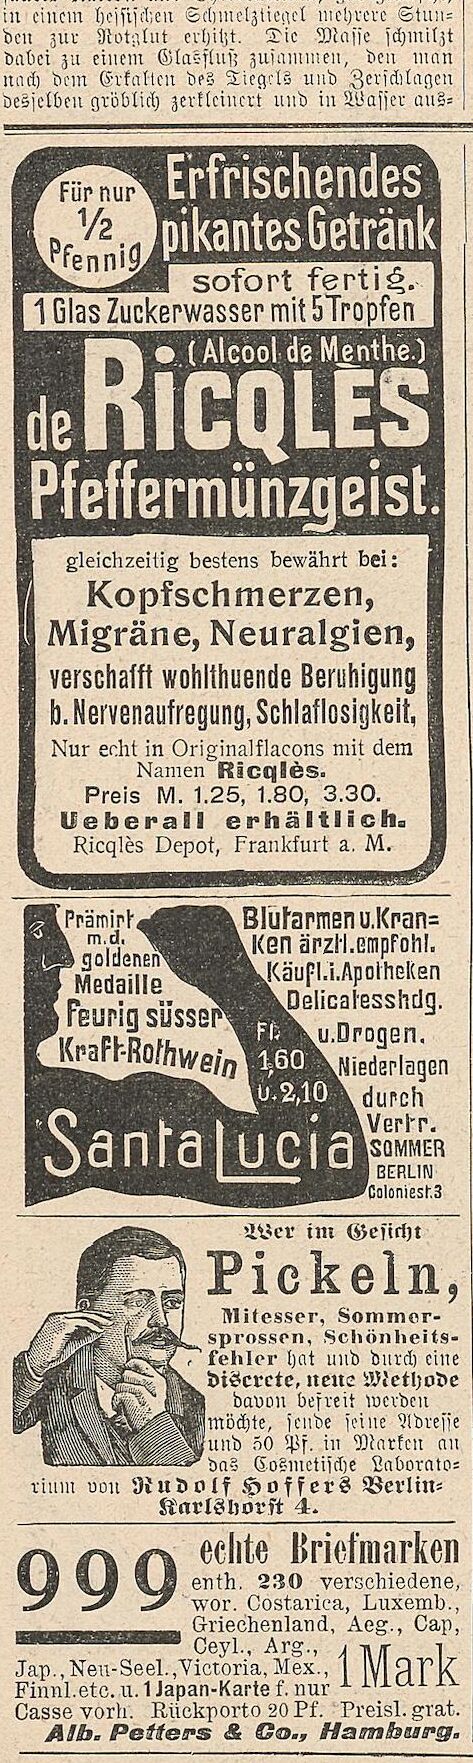 in einem hessischen Schmelztiegel mehrere Stun-
den zur Rotglut erhitzt. Die Masse schmilzt
dabei zu einem Glasfluß zusammen, den man
nach dem Erkalten des Tiegels und Zerschlagen
desselben gröblich zerkleinert und in Wasser aus-
Für nur
1/2
Pfennig
Erfrischendes
pikantes Getränk
sofort fertig.
1 Glas Zuckerwasser mit 5 Tropfen
(Alcool de Menthe.)
de RICQLÈS
Pfeffermünzgeist.
gleichzeitig bestens bewährt bei:
Kopfschmerzen,
Migräne, Neuralgien,
verschafft wohlthuende Beruhigung
b. Nervenaufregung, Schlaflosigkeit,
Nur echt in Originalflacons mit dem
Namen Ricqlès.
Preis M. 1.25, 1.80, 3.30.
Ueberall erhältlich.
Ricqlès Depot, Frankfurt a. M.
Prämirt
m.d.
goldenen
Medaille
Feurig süsser
Kraft-Rothwein
Blutarmen u. Kran-
ken ärztl. empfohl.
Käufl. i. Apotheken
Delicatesshdg.
u. Drogen.
Fl.
1,60
u. 2,10
Niederlagen
durch
Vertr.
SOMMER
BERLIN
Coloniestr. 3
Santa Lucia
Wer im Gesicht
Pickeln,
Mitesser, Sommer-
sprossen, Schönheits-
fehler hat und durch eine
discrete, neue Methode
davon befreit werden
möchte, sende seine Adresse
und 50 Pf. in Marken an
das Cosmetische Laborato-
rium von Rudolf Hoffers Berlin-
Karlshorst 4.
999 echte Briefmarken
enth. 230 verschiedene,
wor. Costarica, Luxemb.,
Griechenland, Aeg., Cap,
Ceyl., Arg.,
Jap., Neu-Seel., Victoria, Mex.,
Finnl. etc. u. 1 Japan-Karte f. nur 1 Mark
Casse vorh. Rückporto 20 Pf. Preisl. grat.
Alb. Petters & Co., Hamburg.